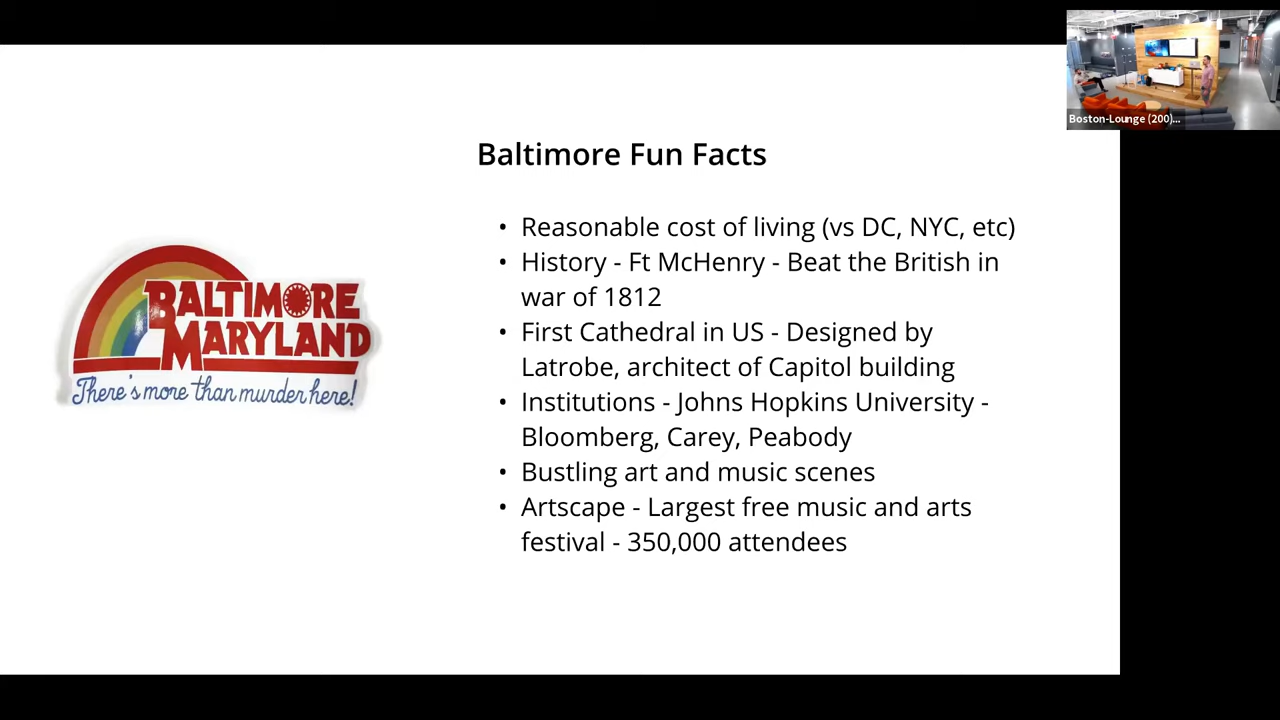 Boston-Lounge (200)...
Baltimore Fun Facts
• Reasonable cost of living (vs DC, NYC, etc)
• History - Ft McHenry - Beat the British in
war of 1812
• First Cathedral in US - Designed by
Latrobe, architect of Capitol building
• Institutions - Johns Hopkins University -
Bloomberg, Carey, Peabody
• Bustling art and music scenes
• Artscape - Largest free music and arts
festival - 350,000 attendees
BALTIMORE
MARYLAND
There's more than murder here!